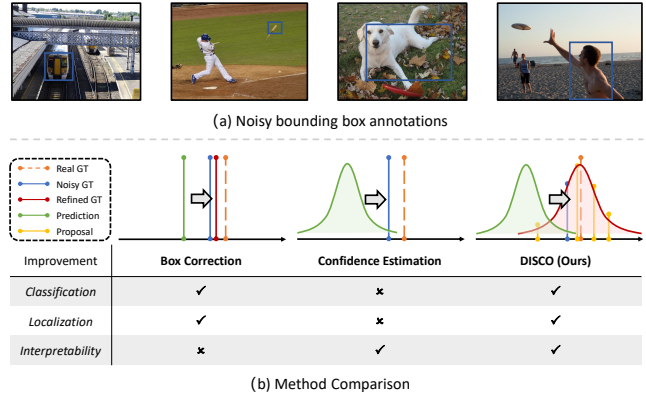 (a) Noisy bounding box annotations
Real GT
Noisy GT
Refined GT
Prediction
Proposal
Improvement Box Correction Confidence Estimation DISCO (Ours)
Classification ✓ ✗ ✓
Localization ✓ ✗ ✓
Interpretability ✗ ✓ ✓
(b) Method Comparison